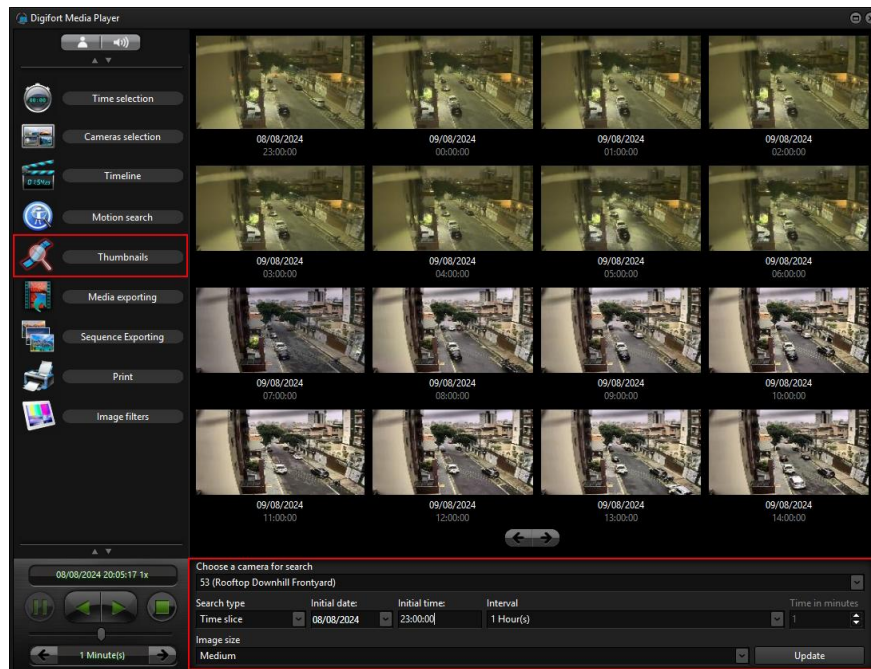 Digifort Media Player
Time selection
Cameras selection
Timeline
Motion search
Thumbnails
Media exporting
Sequence Exporting
Print
Image filters
08/08/2024 09/08/2024 09/08/2024 09/08/2024
23:00:00 00:00:00 01:00:00 02:00:00
09/08/2024 09/08/2024 09/08/2024 09/08/2024
03:00:00 04:00:00 05:00:00 06:00:00
09/08/2024 09/08/2024 09/08/2024 09/08/2024
07:00:00 08:00:00 09:00:00 10:00:00
09/08/2024 09/08/2024 09/08/2024 09/08/2024
11:00:00 12:00:00 13:00:00 14:00:00
08/08/2024 20:05:17 1x
1 Minute(s)
Choose a camera for search
53 (Rooftop Downhill Frontyard)
Search type Initial date: Initial time: Interval Time in minutes
Time slice 08/08/2024 23:00:00 1 Hour(s) 1
Image size
Medium Update